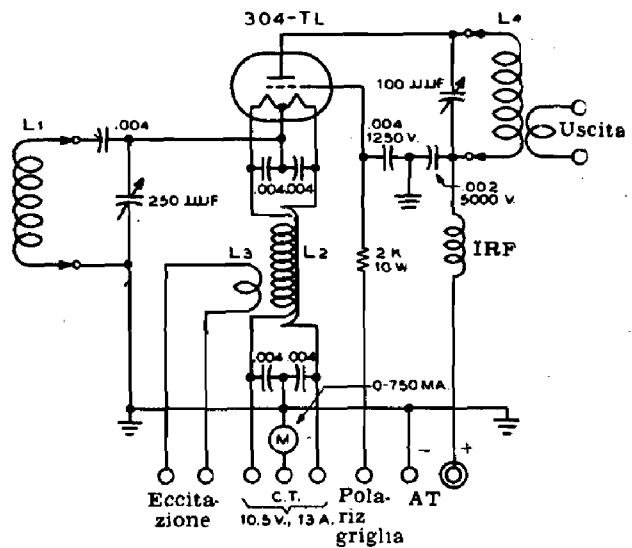 304-TL
L4
100 µµF
.004
L1
.004
1250 V.
Uscita
250 µµF
.004
.004
.002
5000 V.
L3
L2
2 K
10 W
IRF
.004
.004
0-750 MA.
M
-
+
Eccita-
zione
C.T.
10.5 V., 13 A.
Pola-
riz
griglia
AT